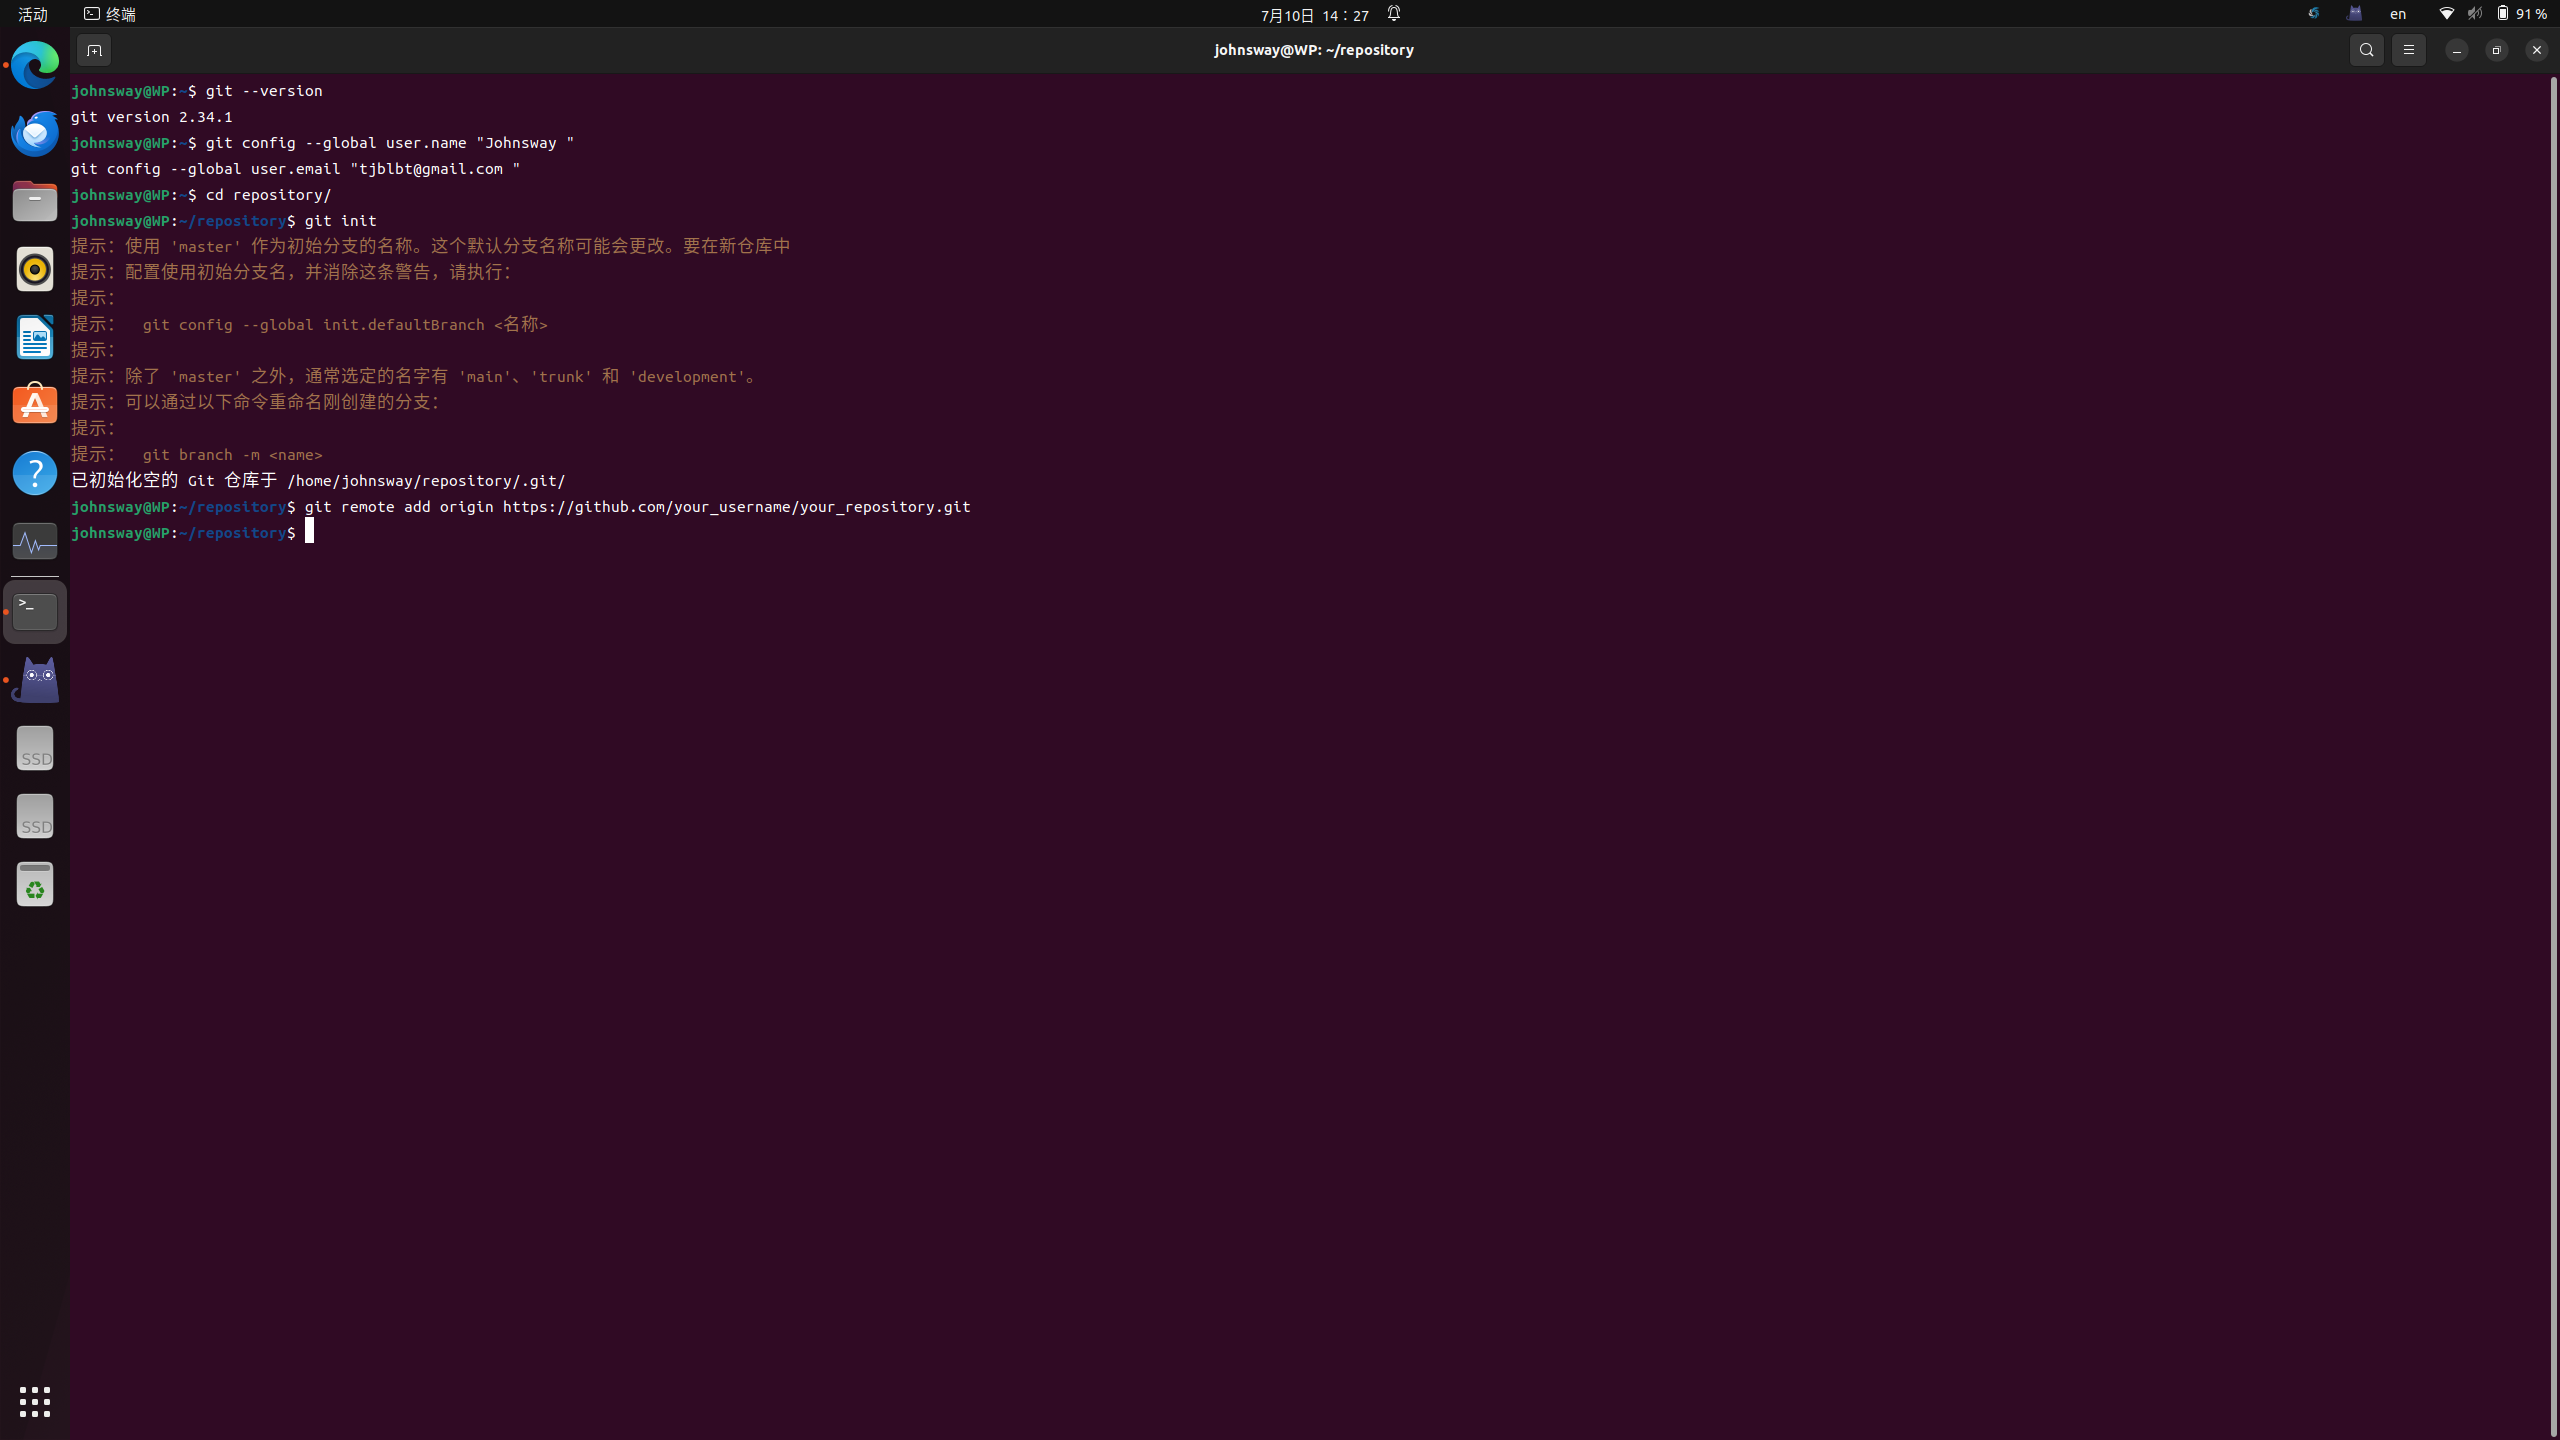 活动 终端 7月10日 14：27 en 91 %
johnsway@WP: ~/repository
johnsway@WP:~$ git --version
git version 2.34.1
johnsway@WP:~$ git config --global user.name "Johnsway "
git config --global user.email "tjblbt@gmail.com "
johnsway@WP:~$ cd repository/
johnsway@WP:~/repository$ git init
提示：使用 'master' 作为初始分支的名称。这个默认分支名称可能会更改。要在新仓库中
提示：配置使用初始分支名，并消除这条警告，请执行：
提示：
提示：  git config --global init.defaultBranch <名称>
提示：
提示：除了 'master' 之外，通常选定的名字有 'main'、'trunk' 和 'development'。
提示：可以通过以下命令重命名刚创建的分支：
提示：
提示：  git branch -m <name>
已初始化空的 Git 仓库于 /home/johnsway/repository/.git/
johnsway@WP:~/repository$ git remote add origin https://github.com/your_username/your_repository.git
johnsway@WP:~/repository$
>_
SSD
SSD